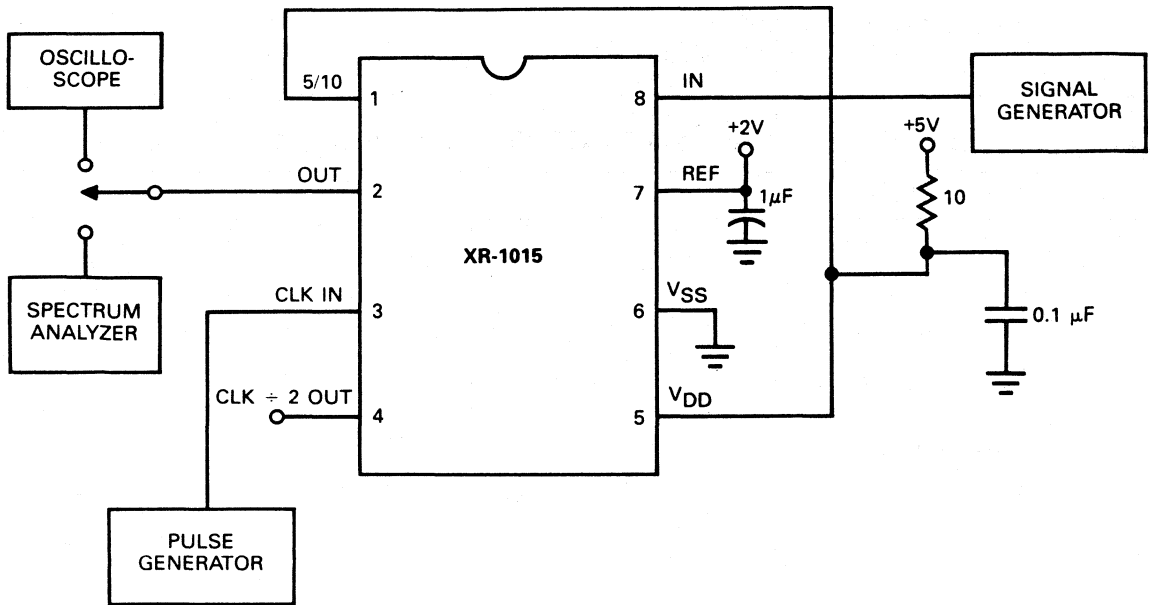 OSCILLO-
SCOPE
5/10
1
8
IN
SIGNAL
GENERATOR
+2V
+5V
OUT
2
7
REF
1μF
10
XR-1015
SPECTRUM
ANALYZER
CLK IN
3
6
VSS
0.1 μF
CLK ÷ 2 OUT
4
5
VDD
PULSE
GENERATOR